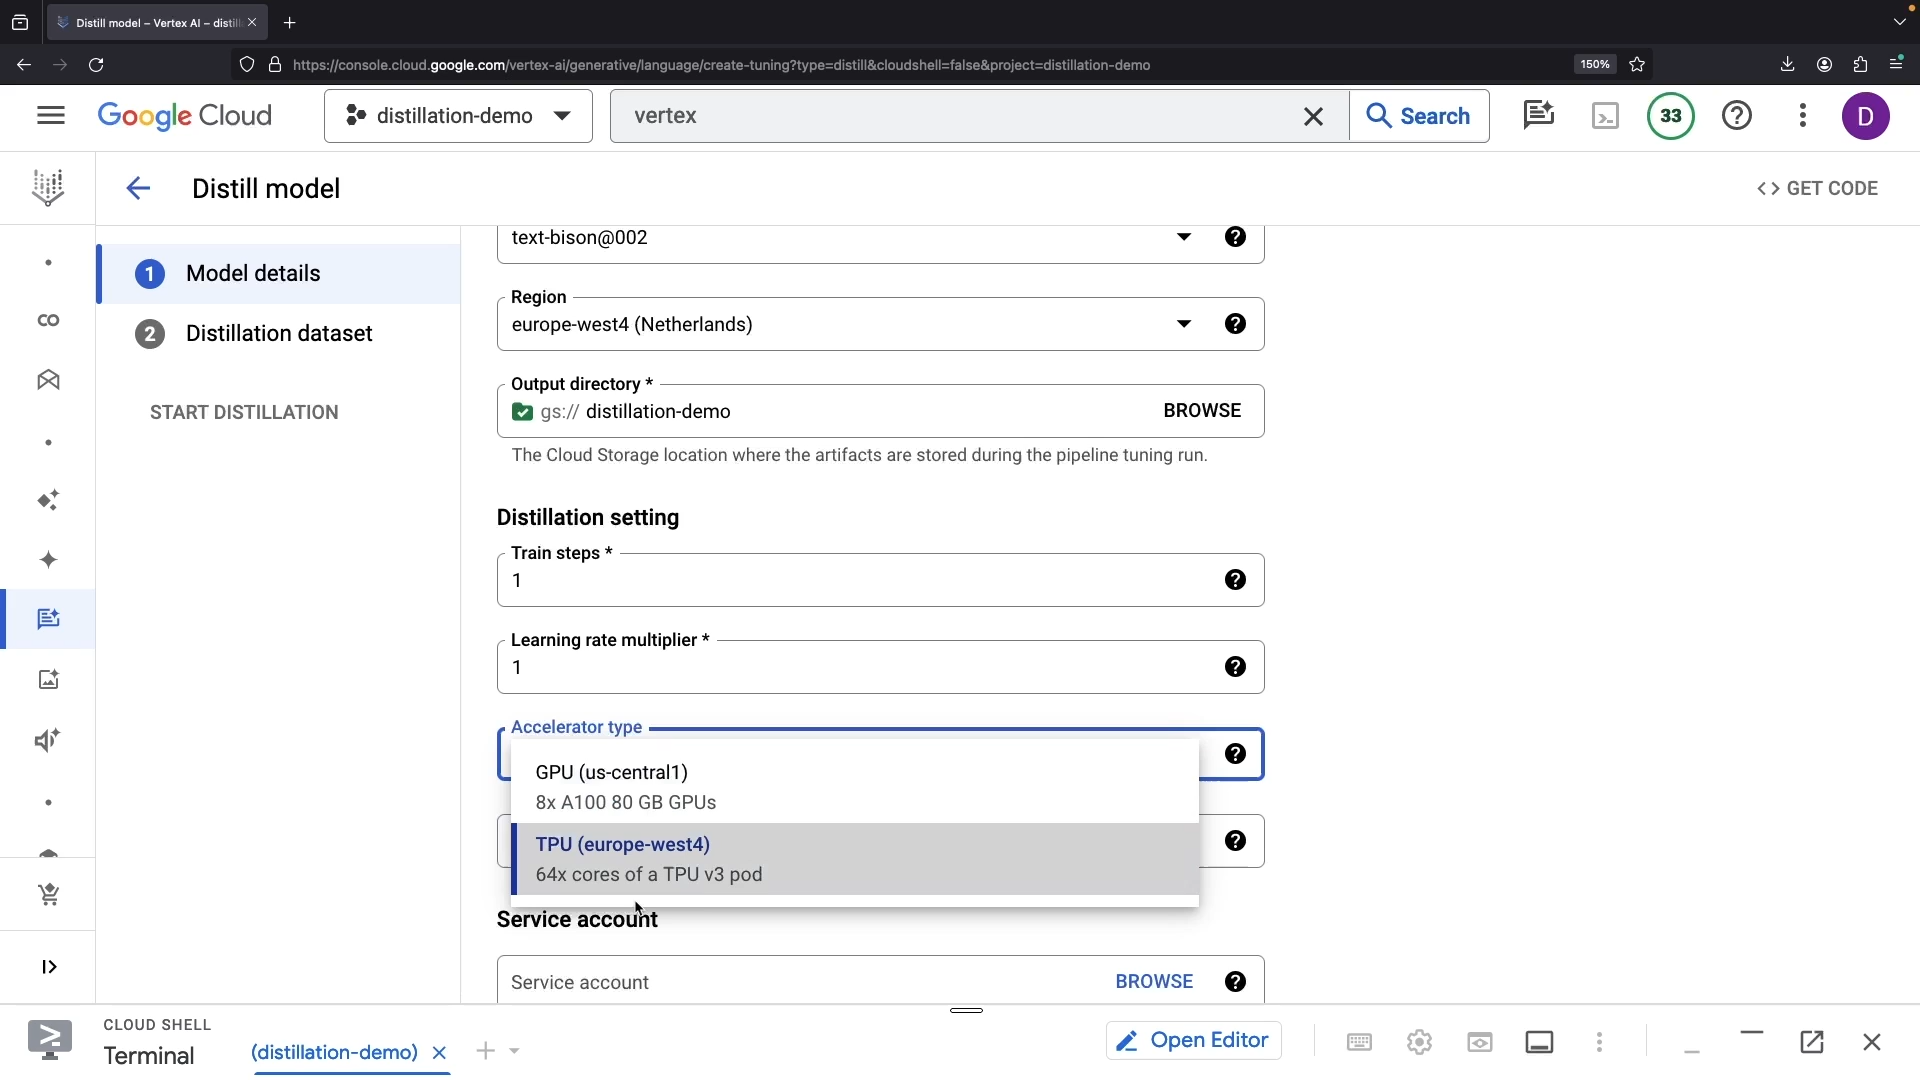 Distill model – Vertex AI – distill
https://console.cloud.google.com/vertex-ai/generative/language/create-tuning?type=distill&cloudshell=false&project=distillation-demo
150%
Google Cloud
distillation-demo
vertex
Search
33
D
Distill model
GET CODE
1 Model details
2 Distillation dataset
START DISTILLATION
text-bison@002
Region
europe-west4 (Netherlands)
Output directory *
gs:// distillation-demo
BROWSE
The Cloud Storage location where the artifacts are stored during the pipeline tuning run.
Distillation setting
Train steps *
1
Learning rate multiplier *
1
Accelerator type
GPU (us-central1)
8x A100 80 GB GPUs
TPU (europe-west4)
64x cores of a TPU v3 pod
Service account
Service account
BROWSE
CLOUD SHELL
Terminal
(distillation-demo)
Open Editor